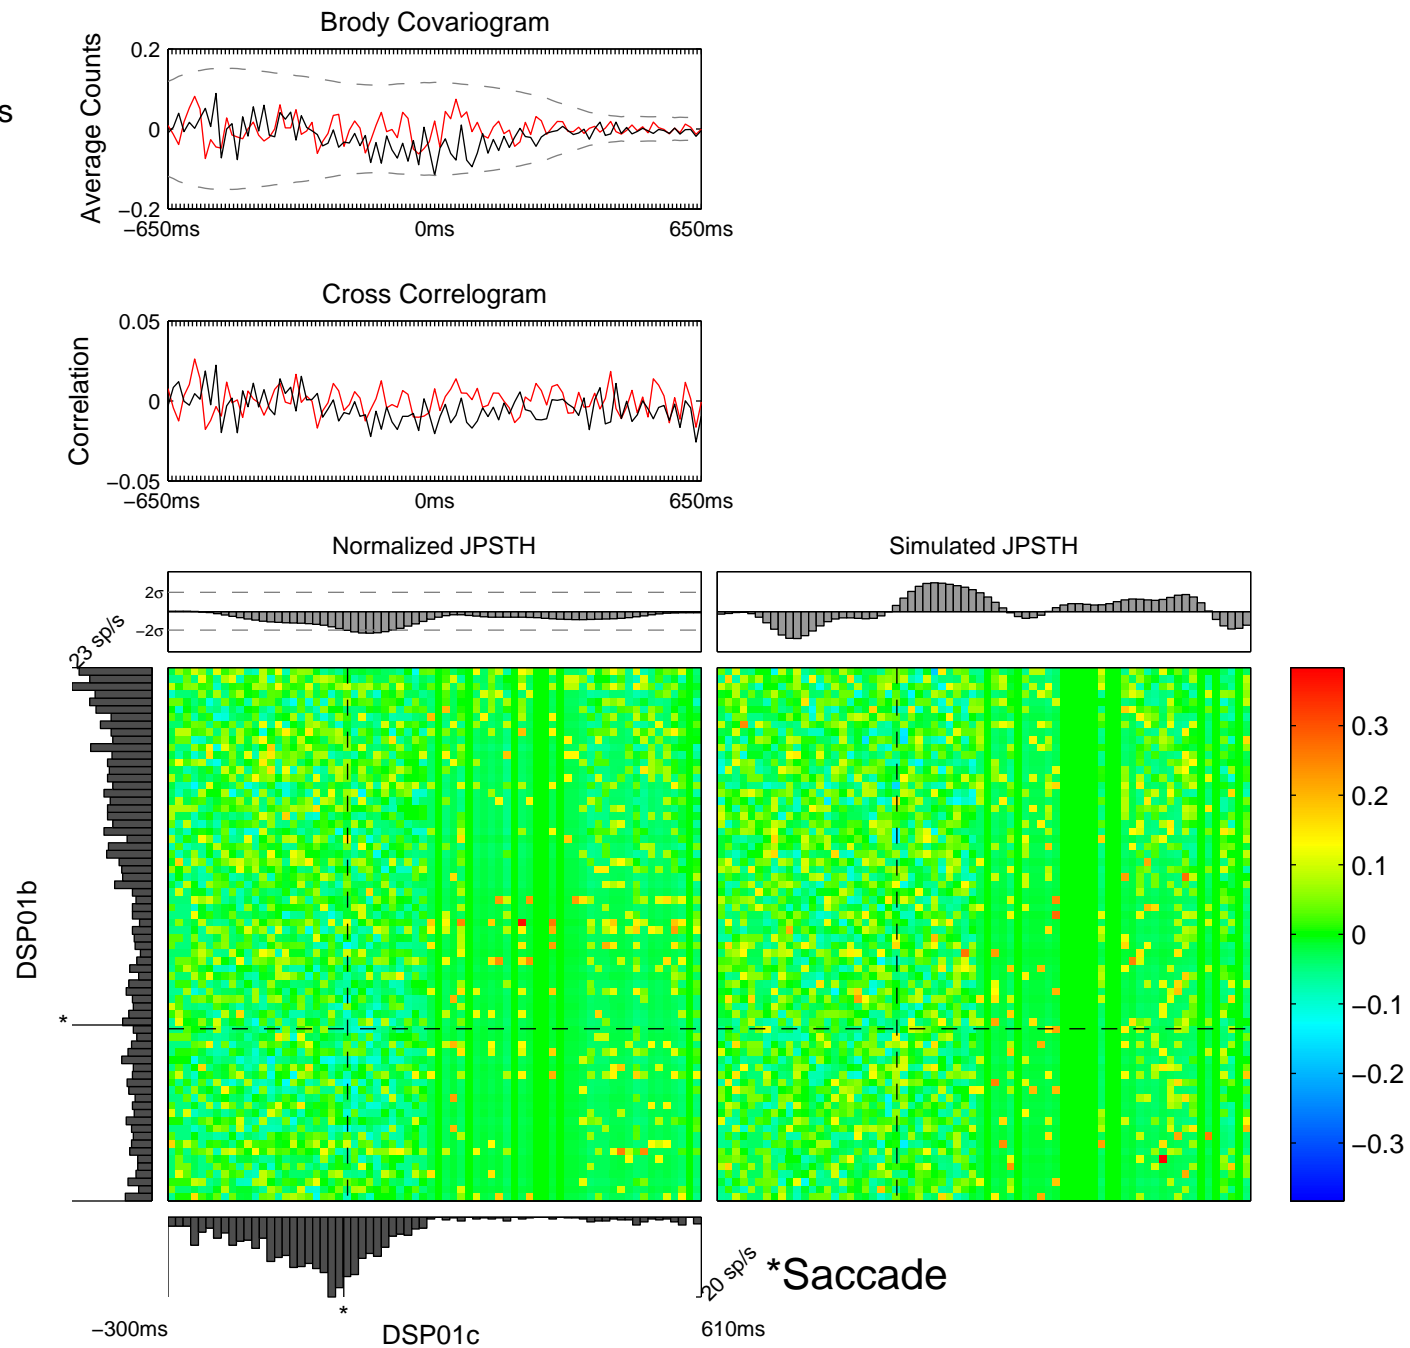 Brody Covariogram
s
Average Counts
0.2
0
−0.2
−650ms
0ms
650ms
Cross Correlogram
Correlation
0.05
0
−0.05
−650ms
0ms
650ms
Normalized JPSTH
Simulated JPSTH
2σ
−2σ
23 sp/s
DSP01b
*
0.3
0.2
0.1
0
−0.1
−0.2
−0.3
20 sp/s
*Saccade
*
−300ms
DSP01c
610ms